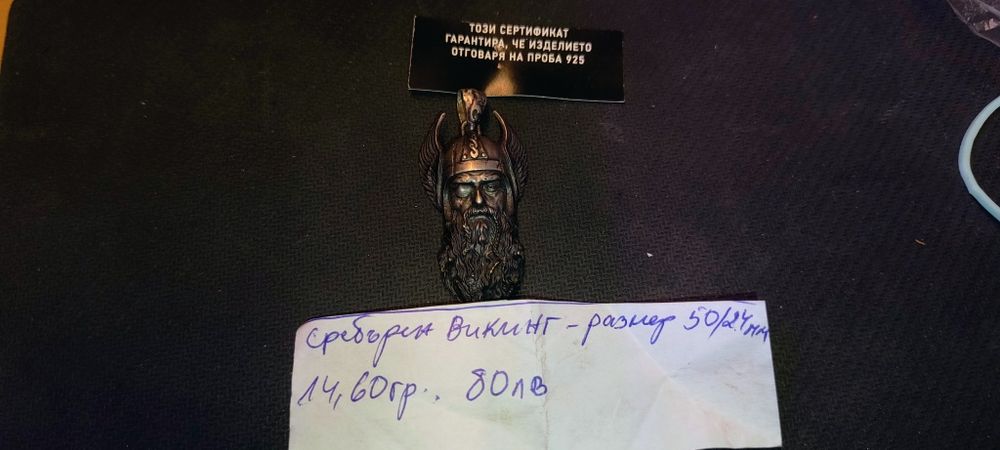 ТОЗИ СЕРТИФИКАТ
ГАРАНТИРА, ЧЕ ИЗДЕЛИЕТО
ОТГОВАРЯ НА ПРОБА 925
Сребърен Викинг - размер 50/24мм
14,60гр. 80лв